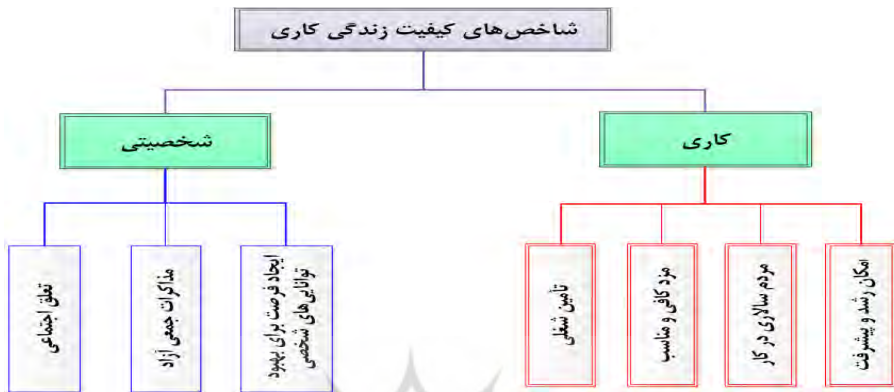 شاخص‌های کیفیت زندگی کاری
کاری
شخصیتی
امکان رشد و پیشرفت
مردم سالاری در کار
مزد کافی و مناسب
تأمین شغلی
ایجاد فرصت برای بهبود
توانایی‌های شخصی
مذاکرات جمعی آزاد
تعلق اجتماعی